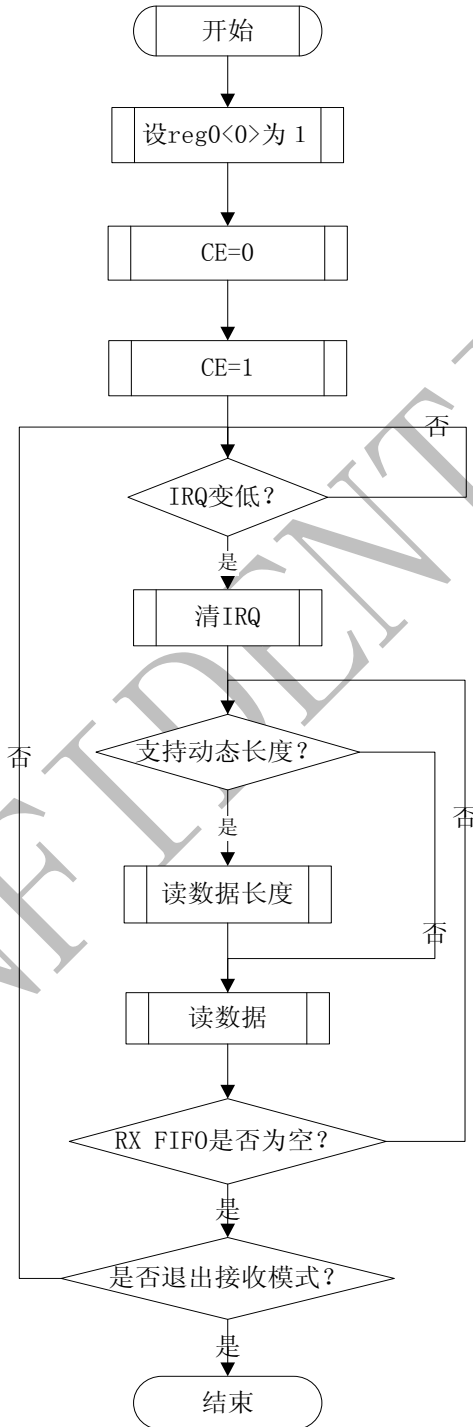 开始
设reg0<0>为 1
CE=0
CE=1
否
IRQ变低?
是
清IRQ
支持动态长度?
否
否
是
读数据长度
否
读数据
RX FIFO是否为空?
是
是否退出接收模式?
是
结束